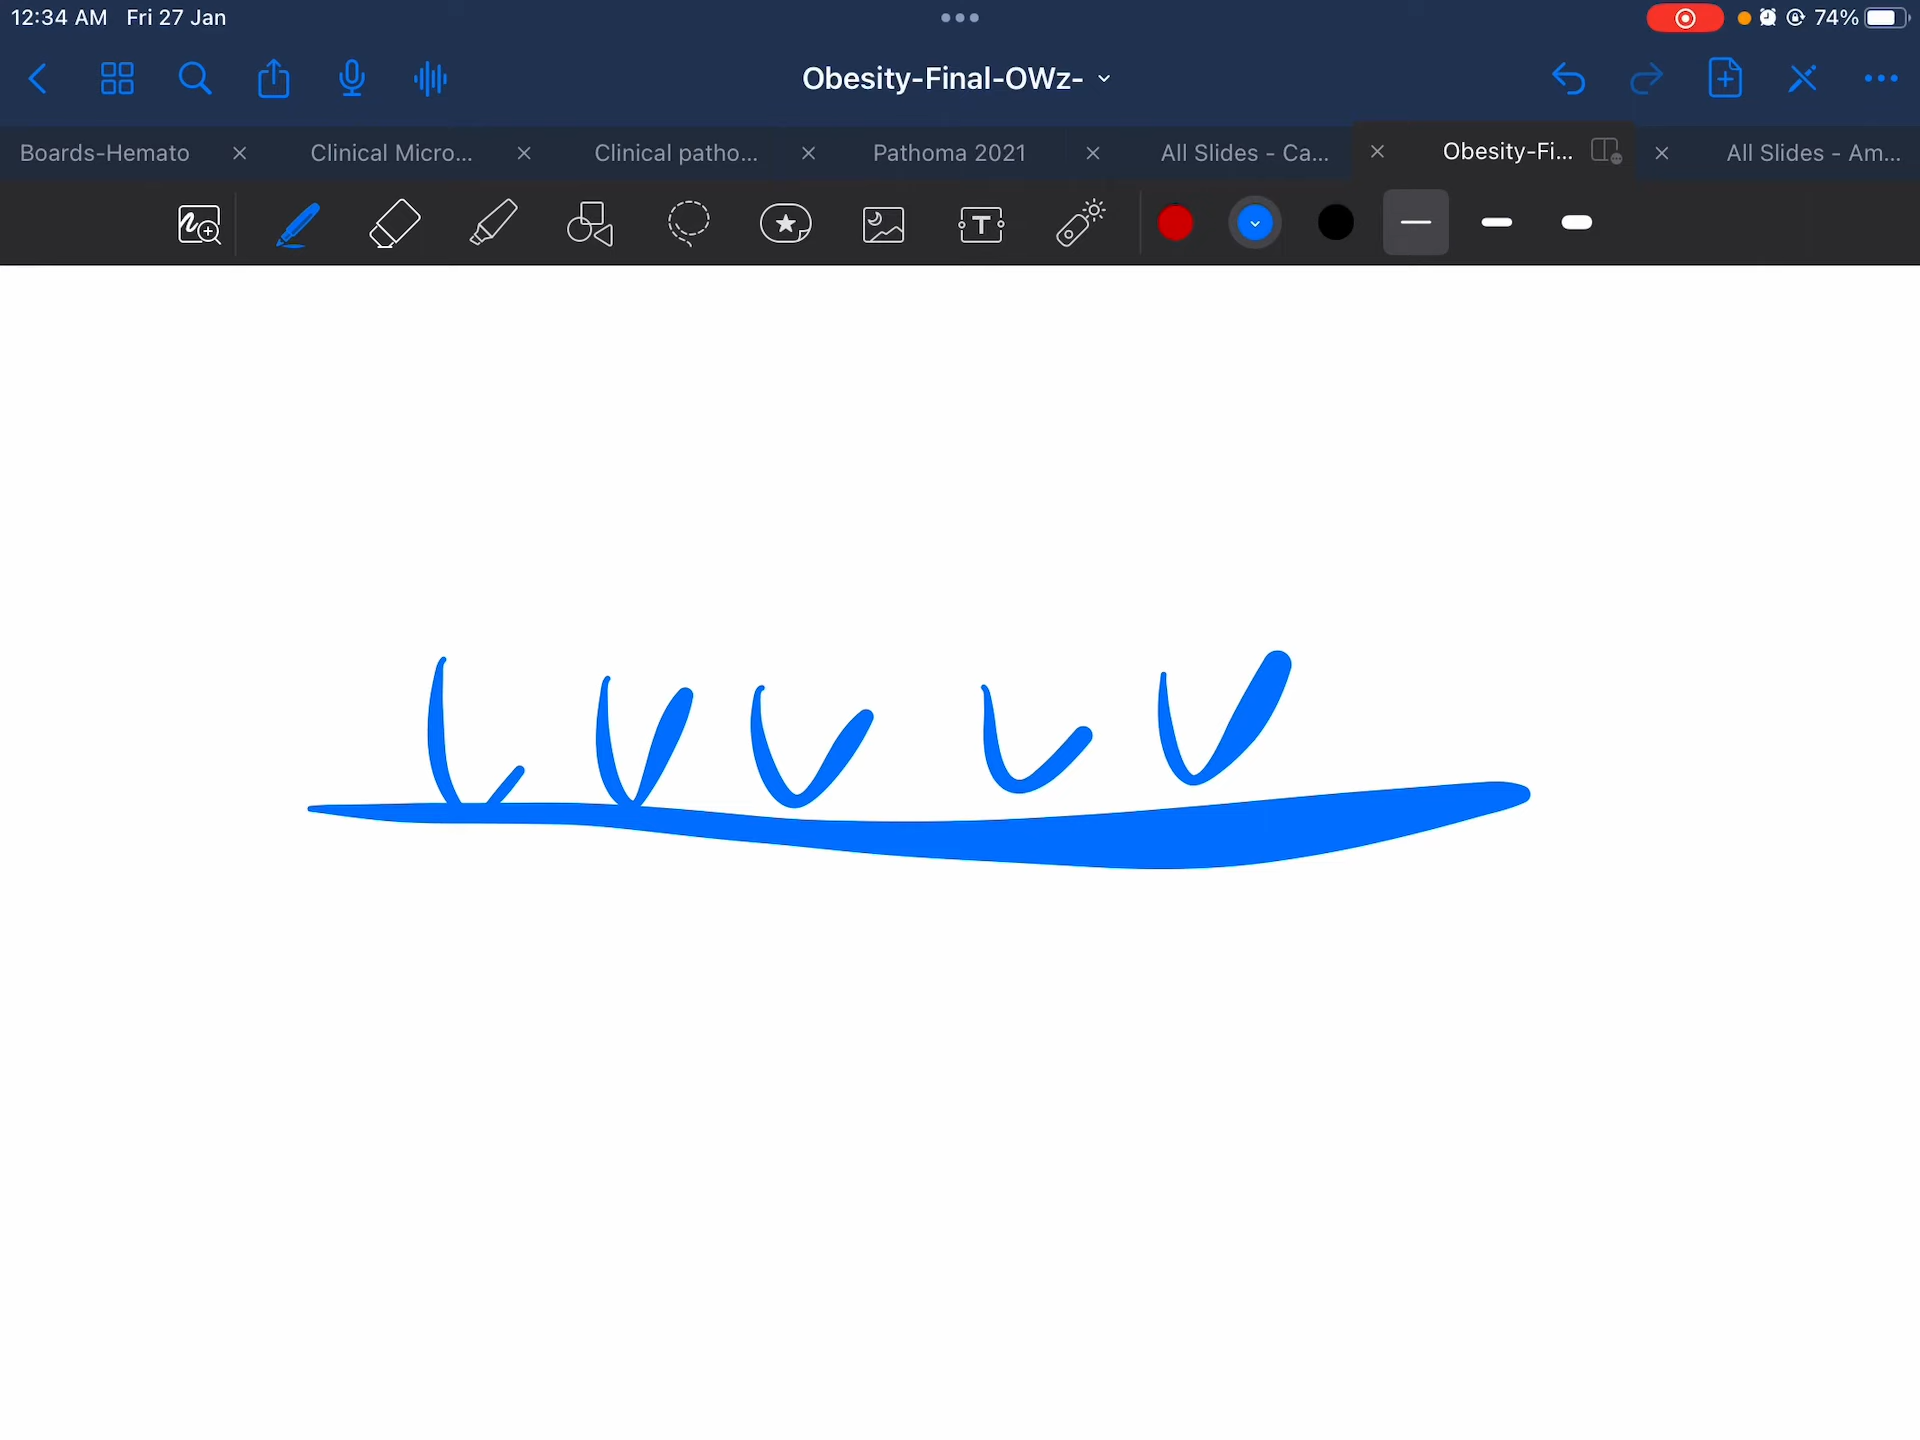 12:34 AM Fri 27 Jan
74%
Obesity-Final-OWz-
Boards-Hemato
Clinical Micro...
Clinical patho...
Pathoma 2021
All Slides - Ca...
Obesity-Fi...
All Slides - Am...
T